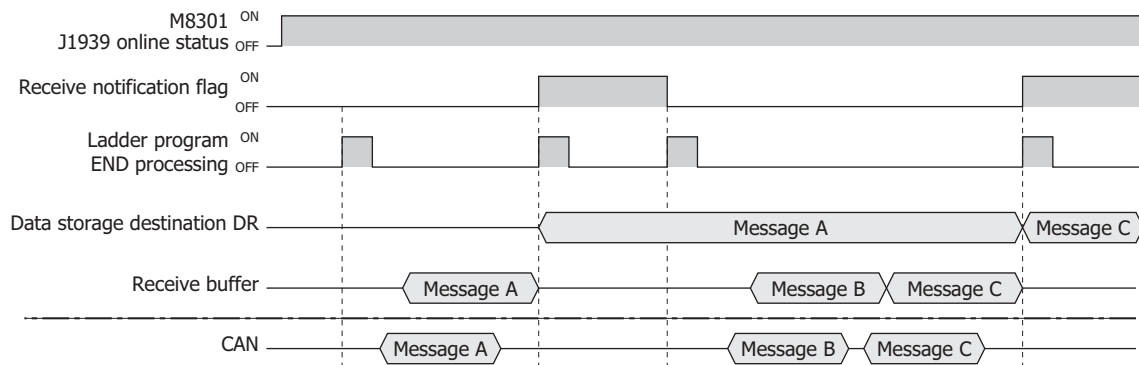 M8301 ON
J1939 online status OFF
Receive notification flag ON
OFF
Ladder program ON
END processing OFF
Data storage destination DR Message A Message C
Receive buffer Message A Message B Message C
CAN Message A Message B Message C